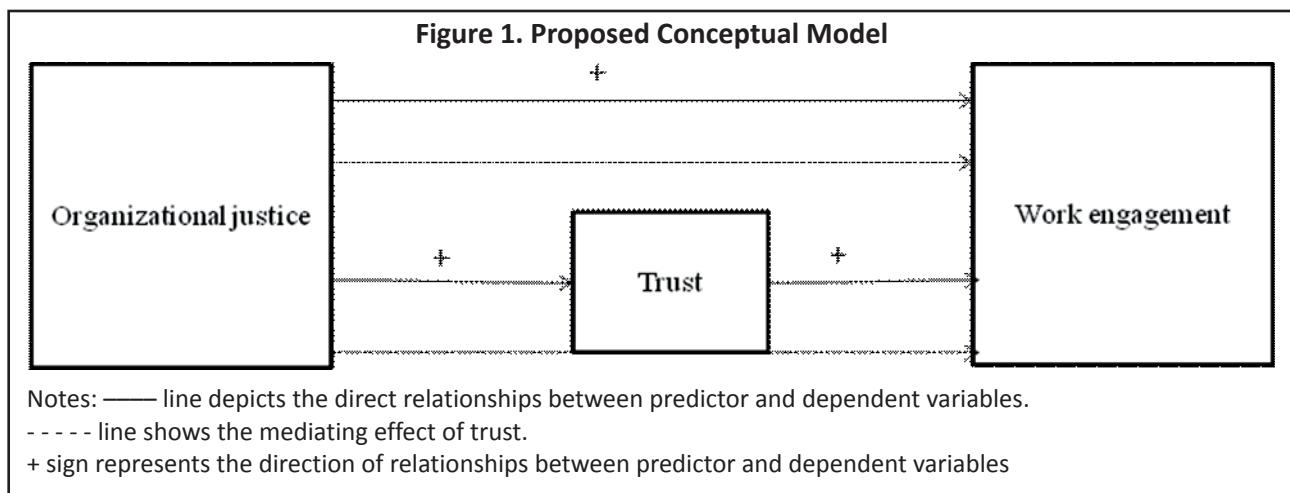 Figure 1. Proposed Conceptual Model
+
Organizational justice
Work engagement
+
+
Trust
Notes: —— line depicts the direct relationships between predictor and dependent variables.
- - - - - line shows the mediating effect of trust.
+ sign represents the direction of relationships between predictor and dependent variables